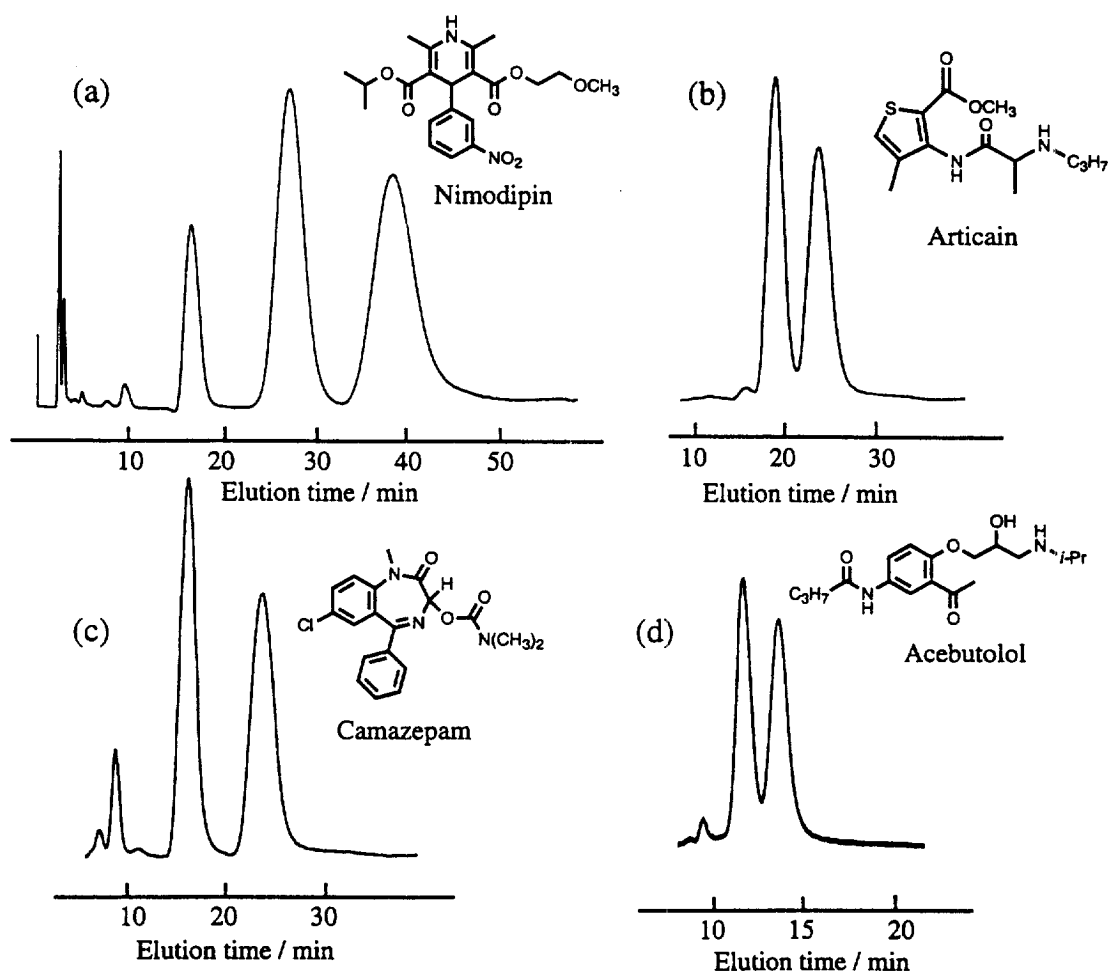 (a)
H
N
O
O
O
O
OCH₃
NO₂
Nimodipin
10 20 30 40 50
Elution time / min
(b)
O
S
OCH₃
O
H
N
N
H
C₃H₇
Articain
10 20 30
Elution time / min
(c)
N
O
H
Cl
N
O
O
N(CH₃)₂
Camazepam
10 20 30
Elution time / min
(d)
OH
H
N
i-Pr
O
O
C₃H₇
N
H
O
Acebutolol
10 15 20
Elution time / min